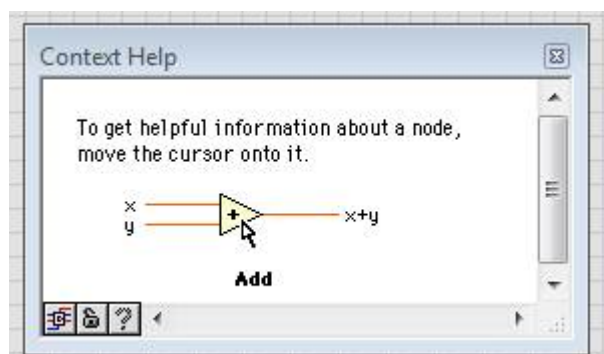 Context Help
To get helpful information about a node,
move the cursor onto it.
x
+
x+y
y
Add
?